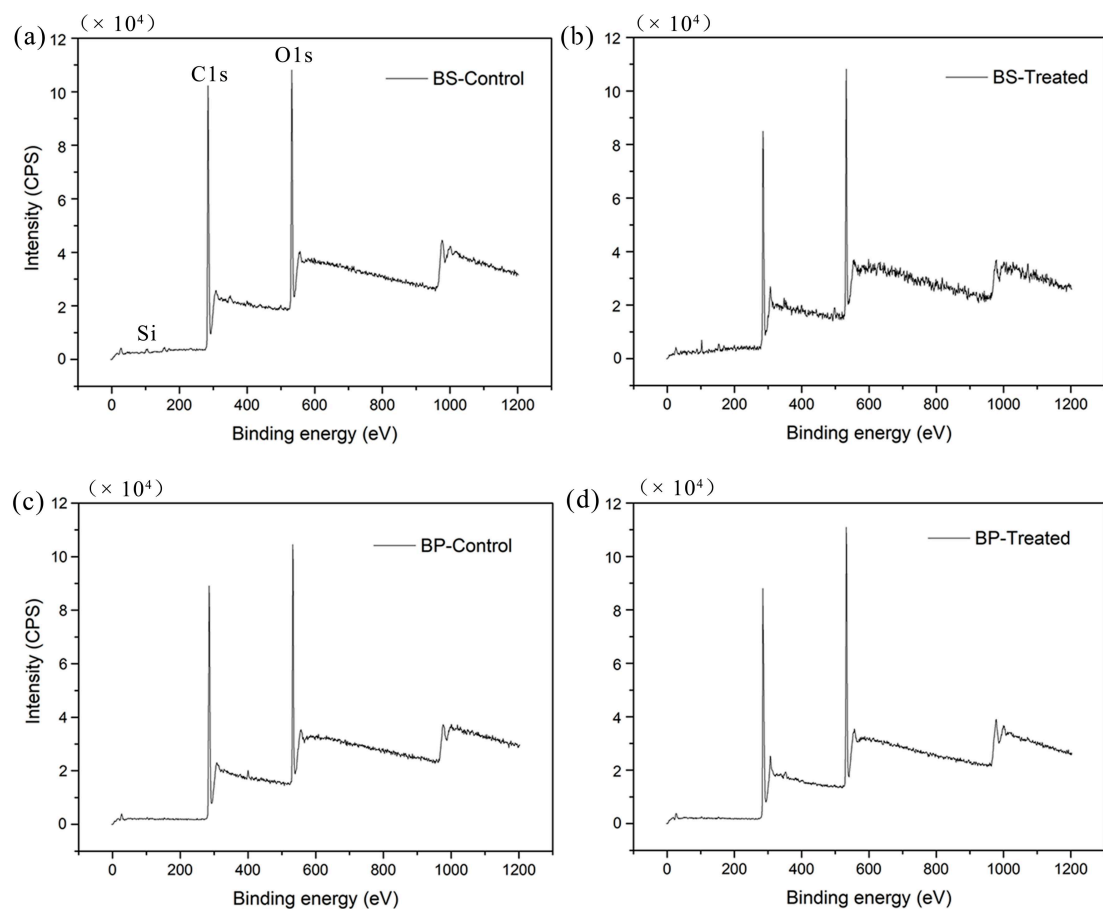 (a) （× 10⁴）
12
10
8
6
4
2
0
Intensity (CPS)
C1s
O1s
Si
BS-Control
0 200 400 600 800 1000 1200
Binding energy (eV)
(b) （× 10⁴）
12
10
8
6
4
2
0
BS-Treated
0 200 400 600 800 1000 1200
Binding energy (eV)
(c) （× 10⁴）
12
10
8
6
4
2
0
Intensity (CPS)
BP-Control
0 200 400 600 800 1000 1200
Binding energy (eV)
(d) （× 10⁴）
12
10
8
6
4
2
0
BP-Treated
0 200 400 600 800 1000 1200
Binding energy (eV)